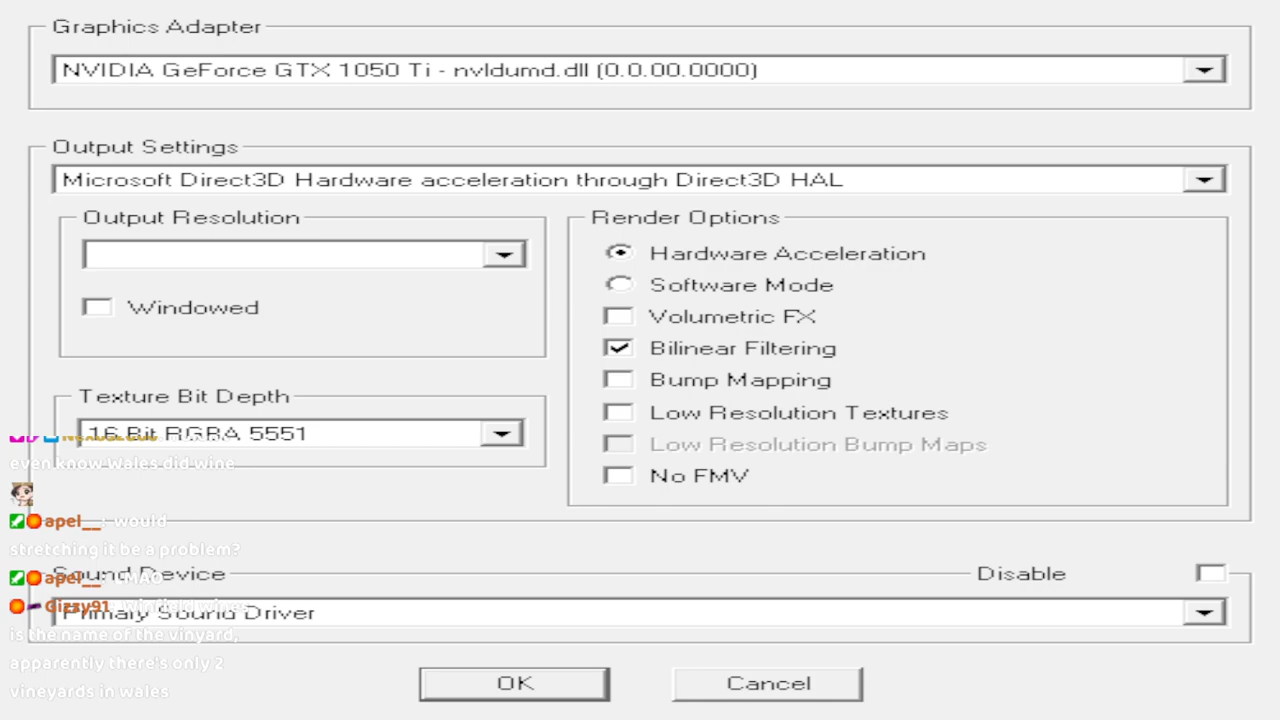 Graphics Adapter
NVIDIA GeForce GTX 1050 Ti - nvldumd.dll (0.0.00.0000)
Output Settings
Microsoft Direct3D Hardware acceleration through Direct3D HAL
Output Resolution
Windowed
Texture Bit Depth
16 Bit RGBA 5551
Render Options
Hardware Acceleration
Software Mode
Volumetric FX
Bilinear Filtering
Bump Mapping
Low Resolution Textures
Low Resolution Bump Maps
No FMV
Sound Device
Disable
Primary Sound Driver
OK
Cancel
even know wales did wine
apel__: would
stretching it be a problem?
apel__: LMAO
Gizzy91: winfield wines
is the name of the vinyard,
apparently there's only 2
vineyards in wales